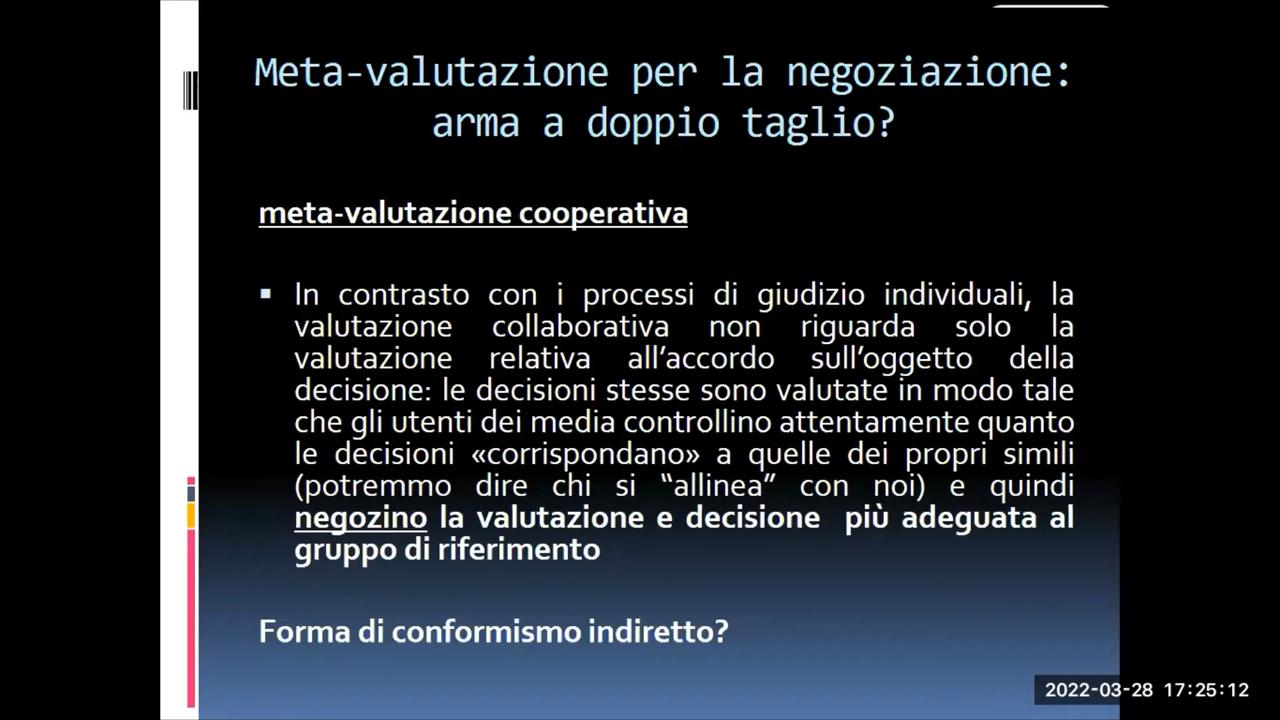 Meta-valutazione per la negoziazione:
arma a doppio taglio?
meta-valutazione cooperativa
▪ In contrasto con i processi di giudizio individuali, la
valutazione collaborativa non riguarda solo la
valutazione relativa all’accordo sull’oggetto della
decisione: le decisioni stesse sono valutate in modo tale
che gli utenti dei media controllino attentamente quanto
le decisioni «corrispondano» a quelle dei propri simili
(potremmo dire chi si “allinea” con noi) e quindi
negozino la valutazione e decisione più adeguata al
gruppo di riferimento
Forma di conformismo indiretto?
2022-03-28 17:25:12